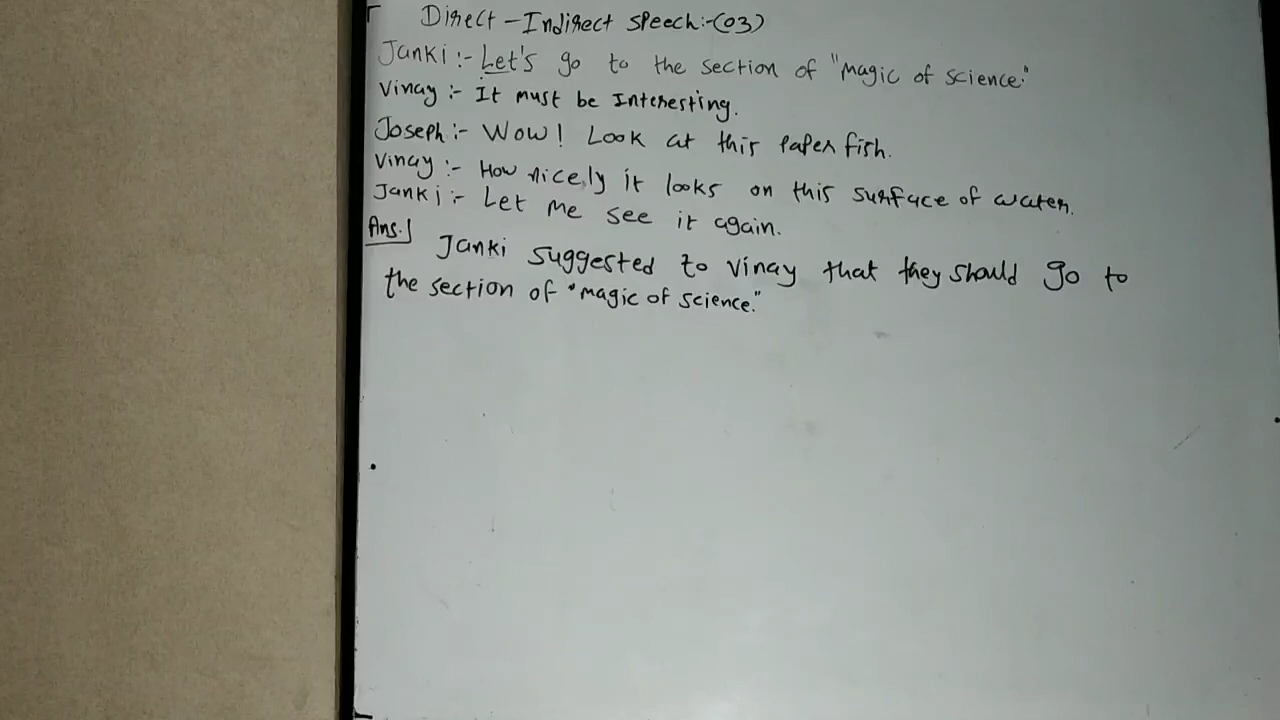 Direct - Indirect speech:-(03)
Janki :- Let's go to the section of "magic of science."
Vinay :- It must be Interesting.
Joseph :- Wow! Look at this Paper fish.
Vinay :- How nicely it looks on this surface of water.
Janki :- Let me see it again.
Ans.
Janki suggested to Vinay that they should go to
the section of "magic of science."